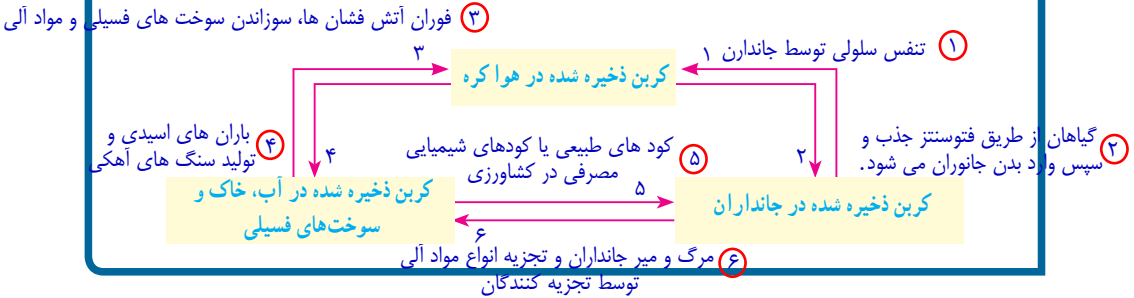 ۳ فوران آتش فشان ها، سوزاندن سوخت های فسیلی و مواد آلی
۱ تنفس سلولی توسط جاندارن
۳
۱
کربن ذخیره شده در هوا کره
۲ گیاهان از طریق فتوسنتز جذب و
سپس وارد بدن جانوران می شود.
۲
۵ کود های طبیعی یا کودهای شیمیایی
مصرفی در کشاورزی
۴
۴ باران های اسیدی و
تولید سنگ های آهکی
کربن ذخیره شده در جانداران
۵
۶
کربن ذخیره شده در آب، خاک و
سوخت‌های فسیلی
۶ مرگ و میر جانداران و تجزیه انواع مواد آلی
توسط تجزیه کنندگان